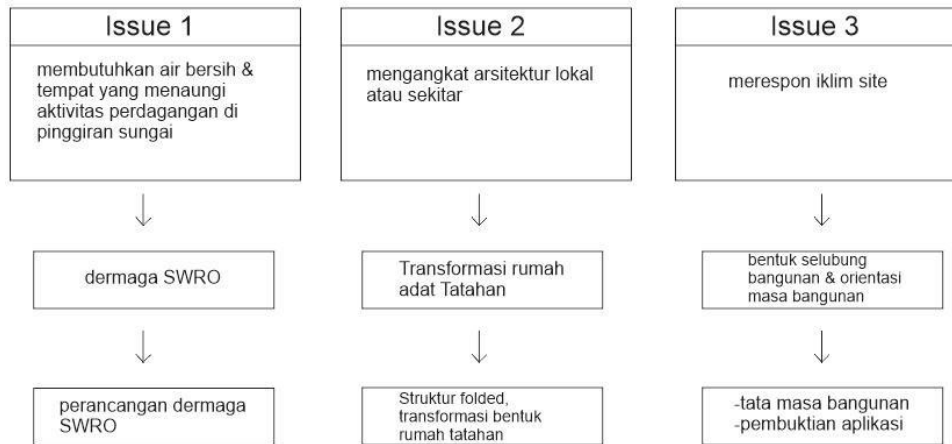 Issue 1
membutuhkan air bersih &
tempat yang menaungi
aktivitas perdagangan di
pinggiran sungai
dermaga SWRO
perancangan dermaga
SWRO
Issue 2
mengangkat arsitektur lokal
atau sekitar
Transformasi rumah
adat Tatahan
Struktur folded,
transformasi bentuk
rumah tatahan
Issue 3
merespon iklim site
bentuk selubung
bangunan & orientasi
masa bangunan
-tata masa bangunan
-pembuktian aplikasi